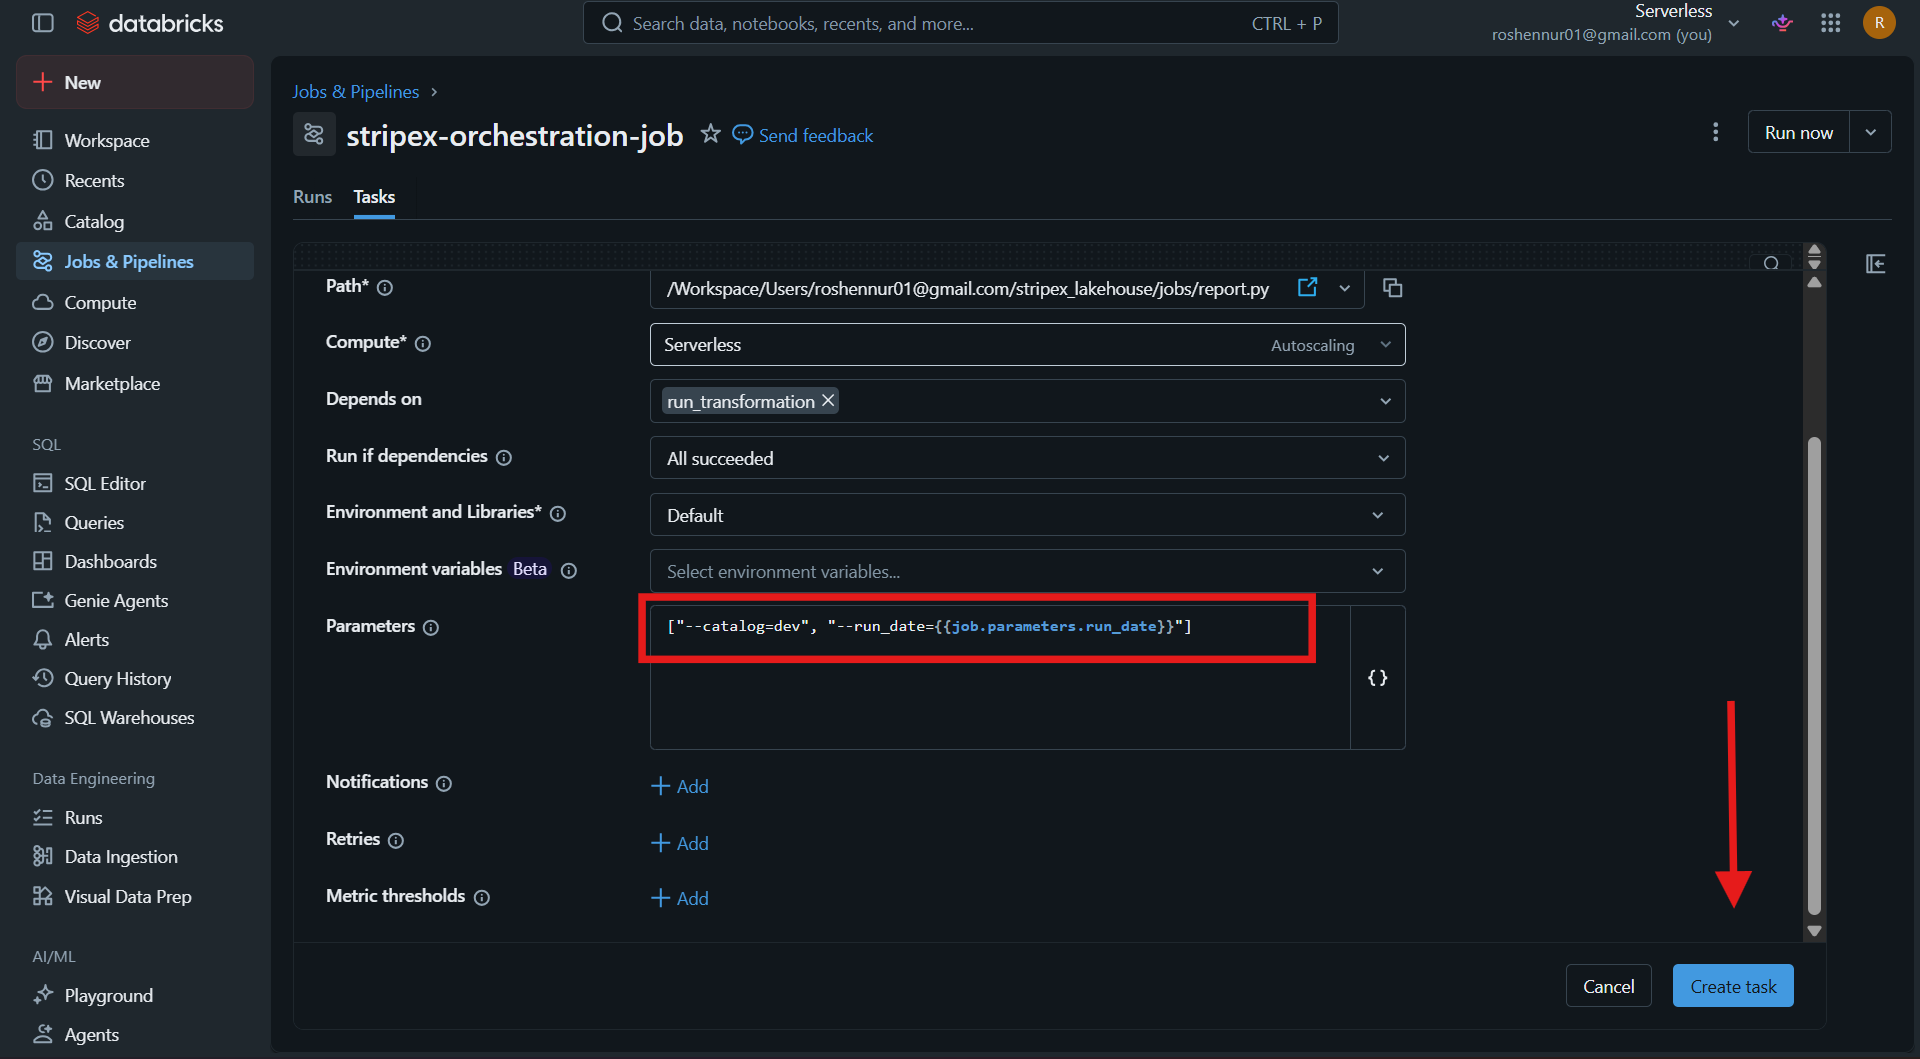 databricks
Search data, notebooks, recents, and more...
CTRL + P
Serverless
roshennur01@gmail.com (you)
R
New
Workspace
Recents
Catalog
Jobs & Pipelines
Compute
Discover
Marketplace
SQL
SQL Editor
Queries
Dashboards
Genie Agents
Alerts
Query History
SQL Warehouses
Data Engineering
Runs
Data Ingestion
Visual Data Prep
AI/ML
Playground
Agents
Jobs & Pipelines ›
stripex-orchestration-job
Send feedback
Run now
Runs
Tasks
Path*
/Workspace/Users/roshennur01@gmail.com/stripex_lakehouse/jobs/report.py
Compute*
Serverless
Autoscaling
Depends on
run_transformation
Run if dependencies
All succeeded
Environment and Libraries*
Default
Environment variables Beta
Select environment variables...
Parameters
["--catalog=dev", "--run_date={{job.parameters.run_date}}"]
{}
Notifications
+ Add
Retries
+ Add
Metric thresholds
+ Add
Cancel
Create task